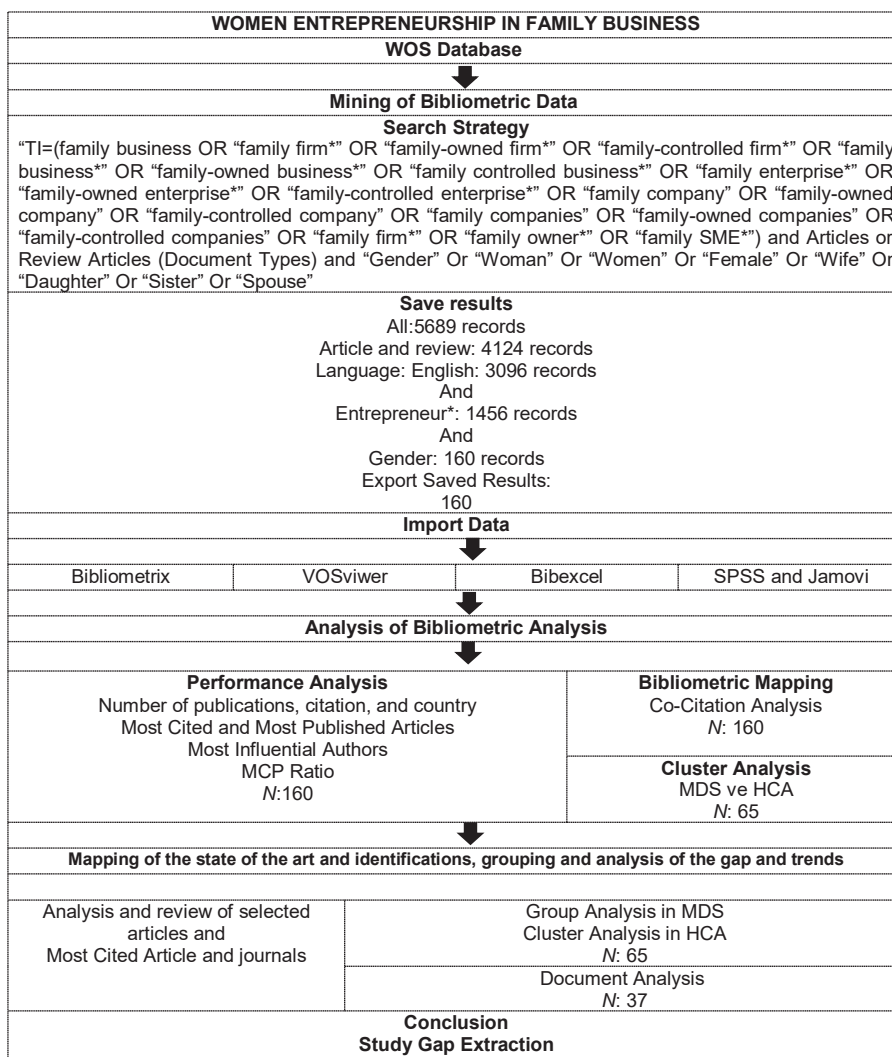 WOMEN ENTREPRENEURSHIP IN FAMILY BUSINESS
WOS Database
Mining of Bibliometric Data
Search Strategy
“TI=(family business OR “family firm*” OR “family-owned firm*” OR “family-controlled firm*” OR “family
business*” OR “family-owned business*” OR “family controlled business*” OR “family enterprise*” OR
“family-owned enterprise*” OR “family-controlled enterprise*” OR “family company” OR “family-owned
company” OR “family-controlled company” OR “family companies” OR “family-owned companies” OR
“family-controlled companies” OR “family firm*” OR “family owner*” OR “family SME*”) and Articles or
Review Articles (Document Types) and “Gender” Or “Woman” Or “Women” Or “Female” Or “Wife” Or
“Daughter” Or “Sister” Or “Spouse”
Save results
All:5689 records
Article and review: 4124 records
Language: English: 3096 records
And
Entrepreneur*: 1456 records
And
Gender: 160 records
Export Saved Results:
160
Import Data
Bibliometrix VOSviwer Bibexcel SPSS and Jamovi
Analysis of Bibliometric Analysis
Performance Analysis
Number of publications, citation, and country
Most Cited and Most Published Articles
Most Influential Authors
MCP Ratio
N:160
Bibliometric Mapping
Co-Citation Analysis
N: 160
Cluster Analysis
MDS ve HCA
N: 65
Mapping of the state of the art and identifications, grouping and analysis of the gap and trends
Analysis and review of selected
articles and
Most Cited Article and journals
Group Analysis in MDS
Cluster Analysis in HCA
N: 65
Document Analysis
N: 37
Conclusion
Study Gap Extraction